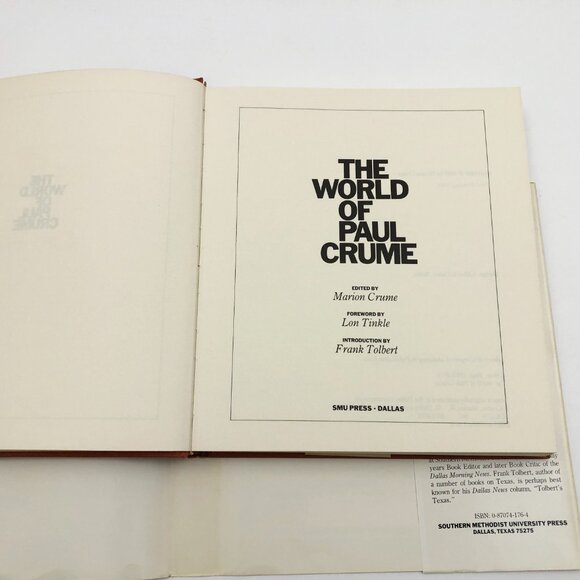 THE
WORLD
OF
PAUL
CRUME
EDITED BY
Marion Crume
FOREWORD BY
Lon Tinkle
INTRODUCTION BY
Frank Tolbert
SMU PRESS · DALLAS
years Book Editor and later Book Critic of the
Dallas Morning News. Frank Tolbert, author of
a number of books on Texas, is perhaps best
known for his Dallas News column, "Tolbert's
Texas."
ISBN: 0-87074-176-4
SOUTHERN METHODIST UNIVERSITY PRESS
DALLAS, TEXAS 75275